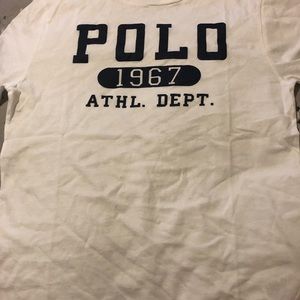 POLO
1967
ATHL. DEPT.